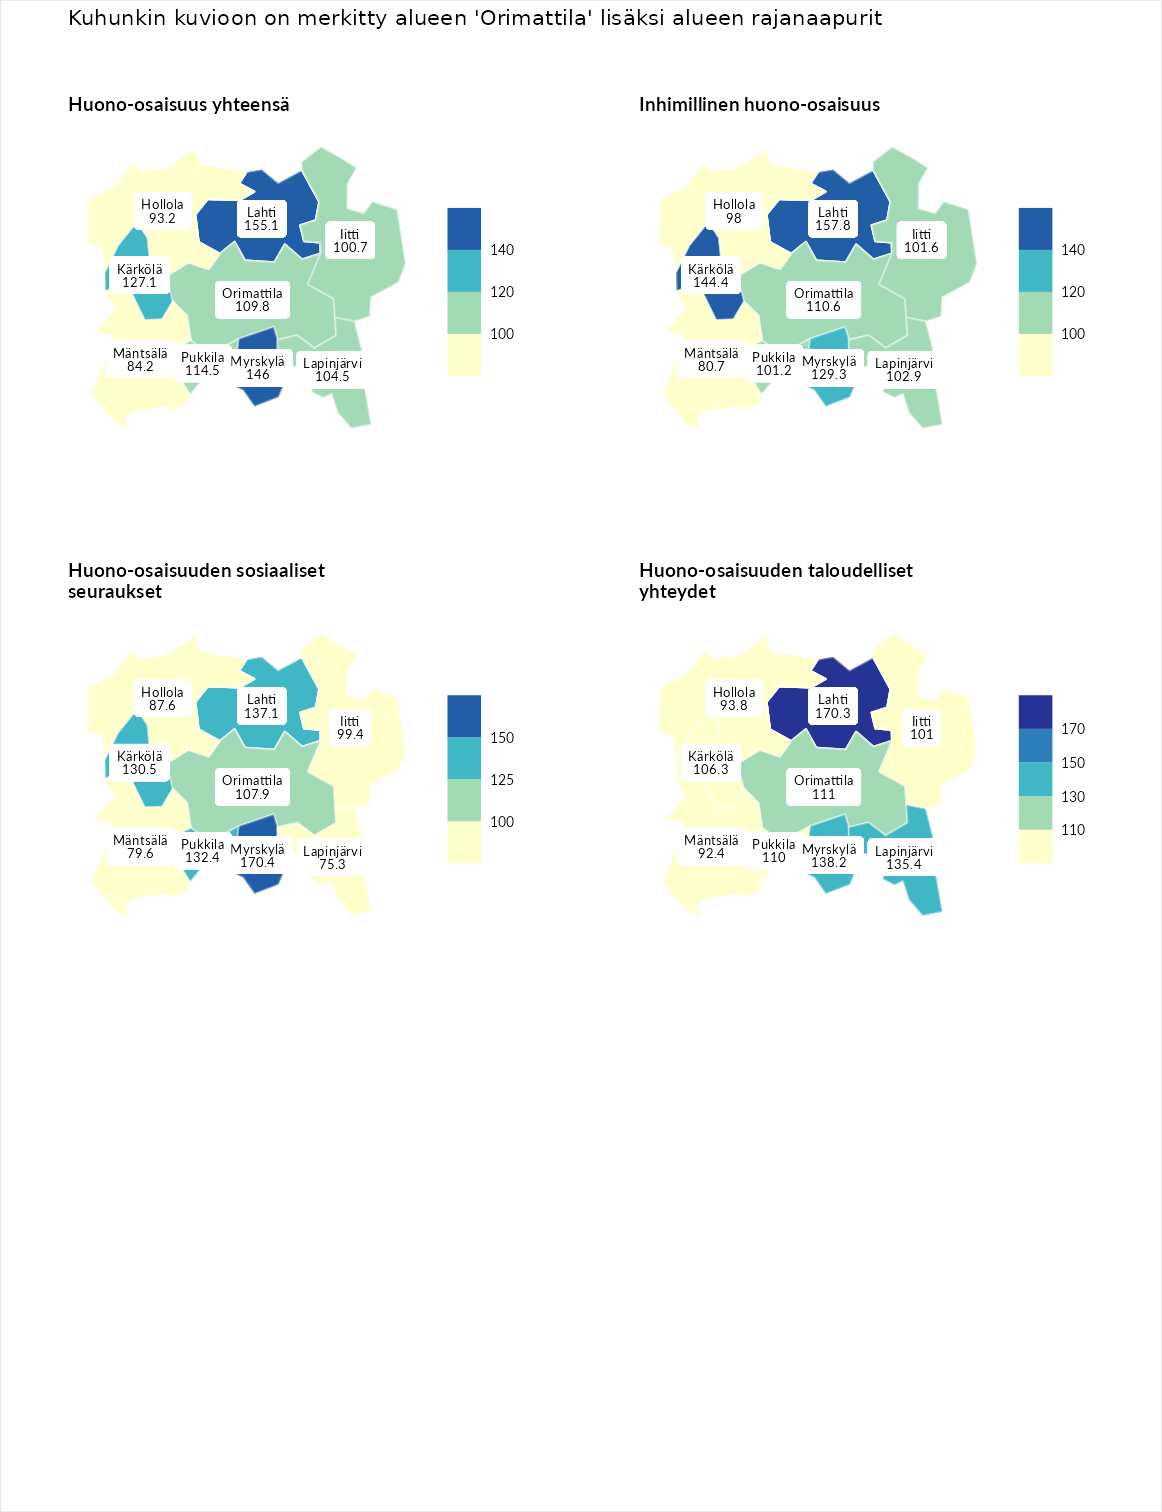 Kuhunkin kuvioon on merkitty alueen 'Orimattila' lisäksi alueen rajanaapurit
Huono-osaisuus yhteensä
Hollola
93.2
Lahti
155.1
Iitti
100.7
Kärkölä
127.1
Orimattila
109.8
Mäntsälä
84.2
Pukkila
114.5
Myrskylä
146
Lapinjärvi
104.5
140
120
100
Inhimillinen huono-osaisuus
Hollola
98
Lahti
157.8
Iitti
101.6
Kärkölä
144.4
Orimattila
110.6
Mäntsälä
80.7
Pukkila
101.2
Myrskylä
129.3
Lapinjärvi
102.9
140
120
100
Huono-osaisuuden sosiaaliset
seuraukset
Hollola
87.6
Lahti
137.1
Iitti
99.4
Kärkölä
130.5
Orimattila
107.9
Mäntsälä
79.6
Pukkila
132.4
Myrskylä
170.4
Lapinjärvi
75.3
150
125
100
Huono-osaisuuden taloudelliset
yhteydet
Hollola
93.8
Lahti
170.3
Iitti
101
Kärkölä
106.3
Orimattila
111
Mäntsälä
92.4
Pukkila
110
Myrskylä
138.2
Lapinjärvi
135.4
170
150
130
110